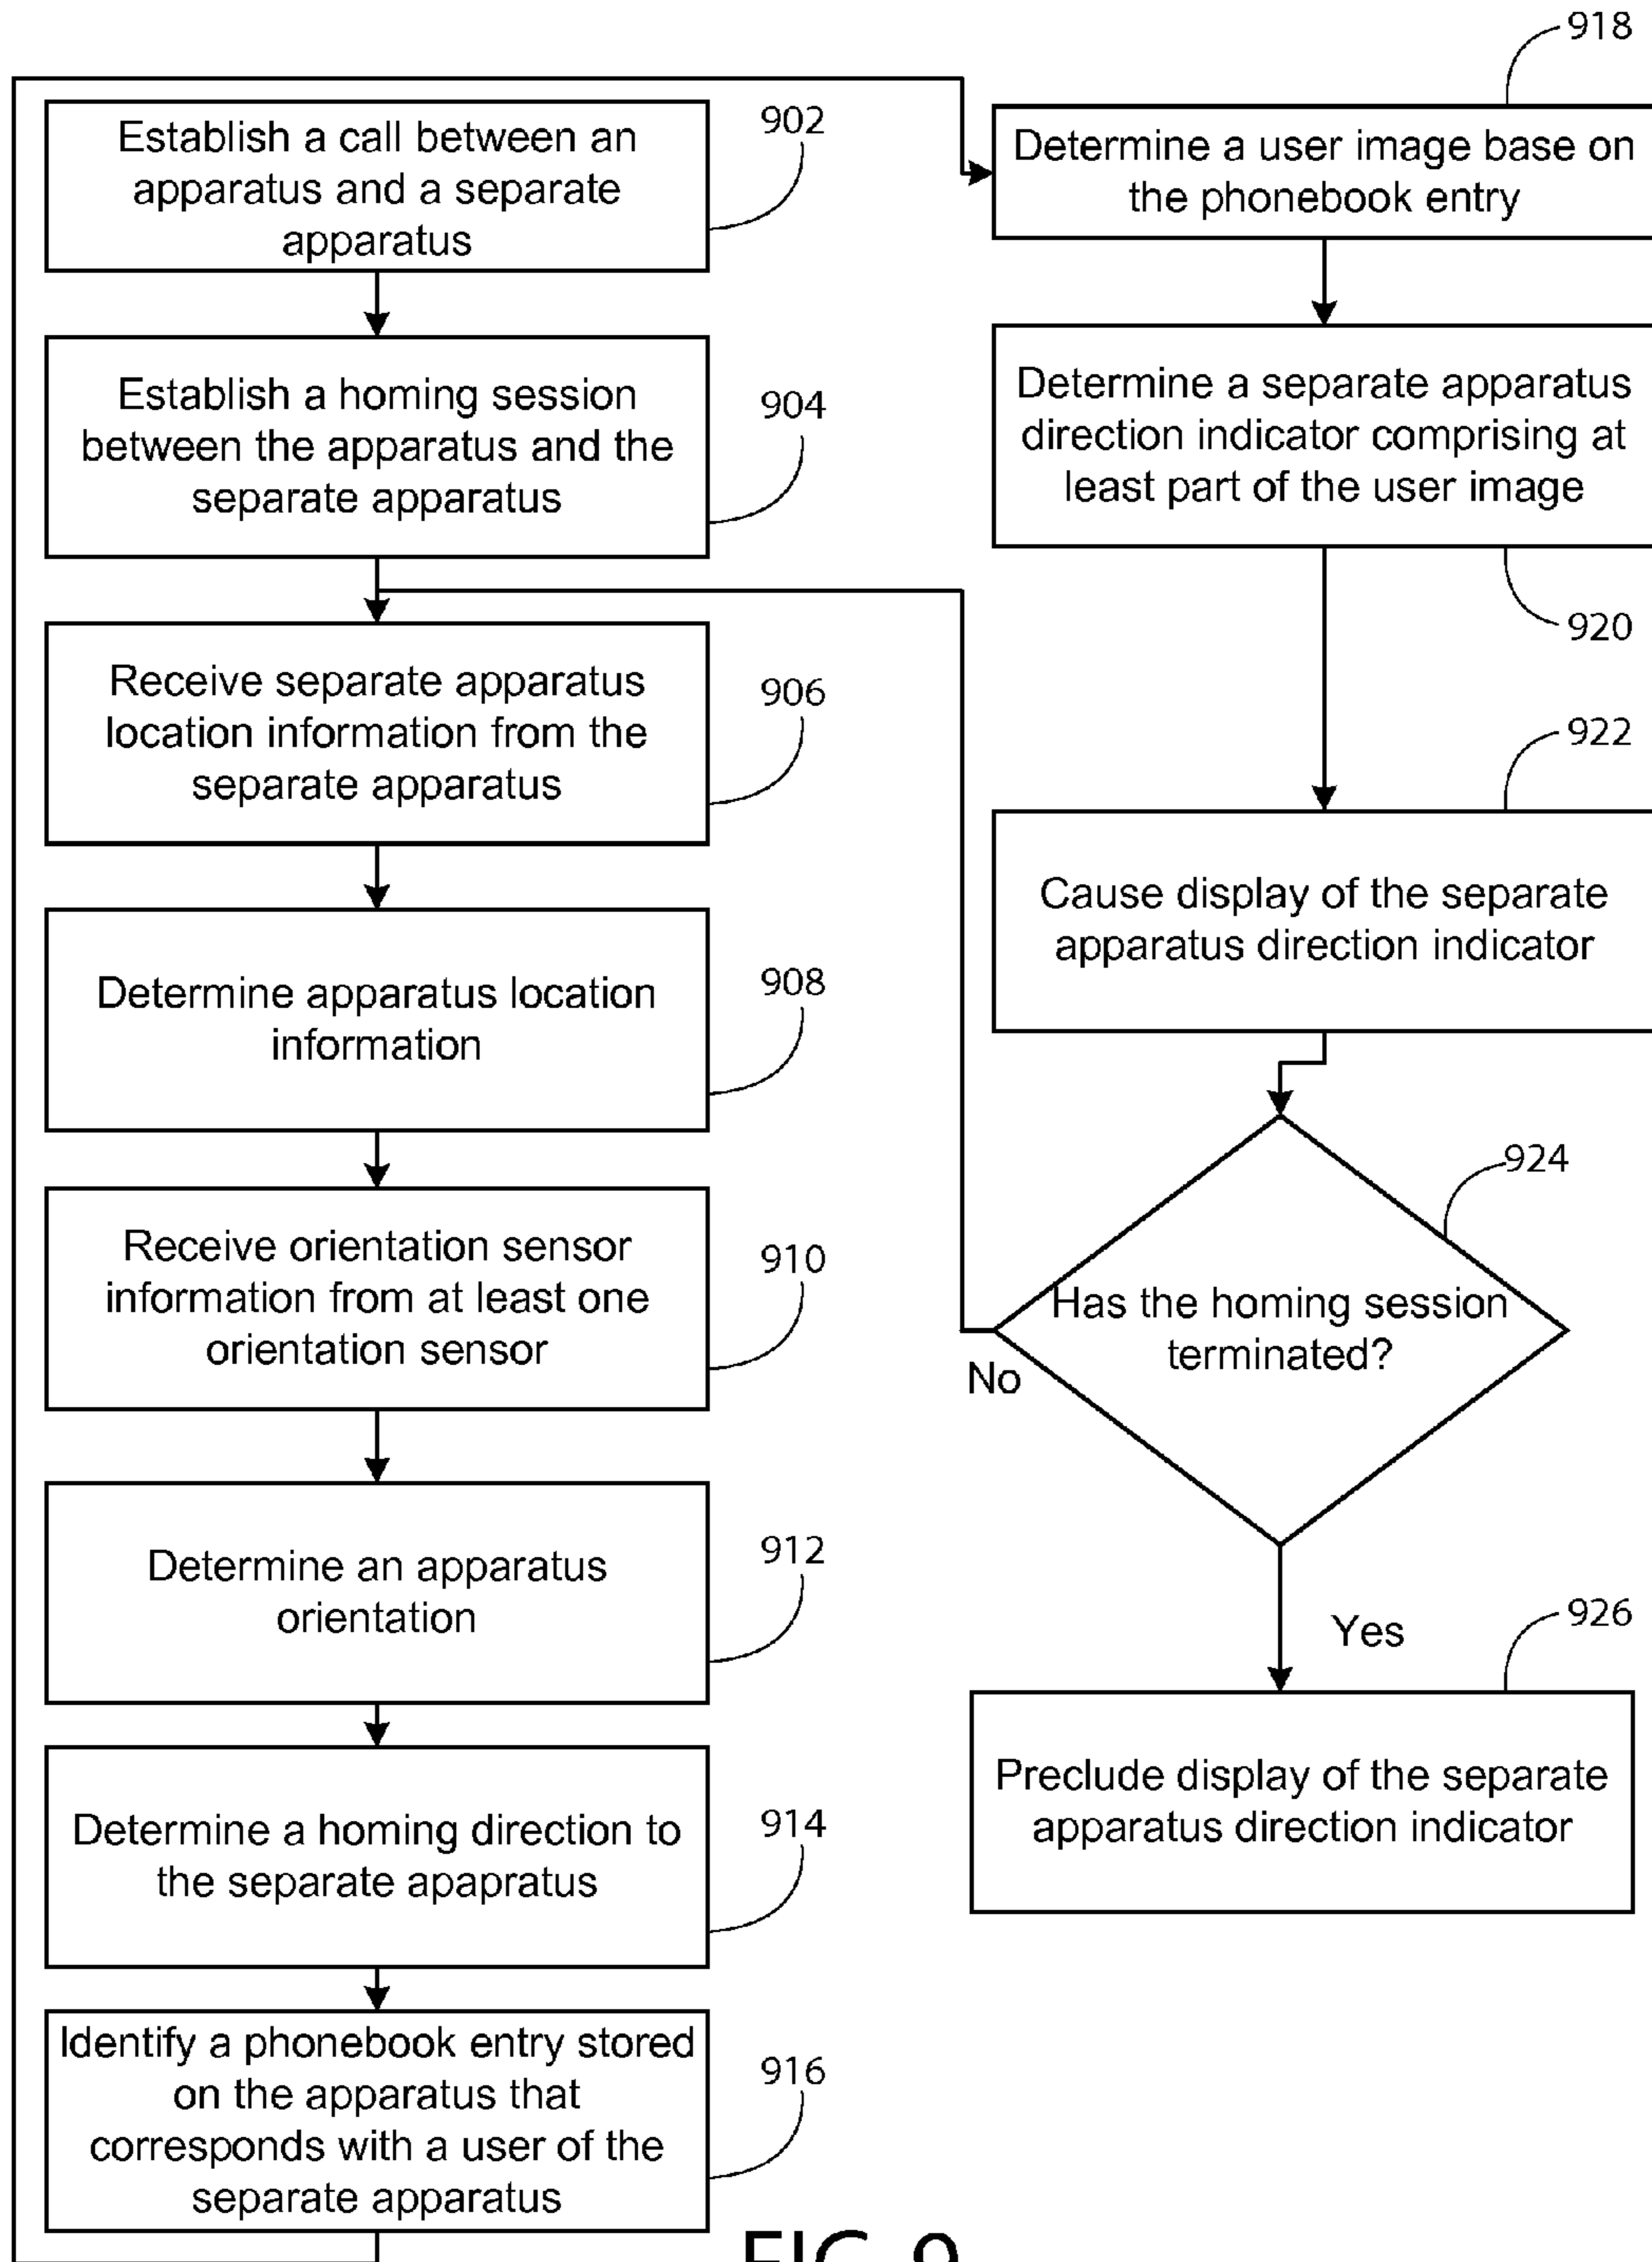 Establish a call between an
apparatus and a separate
apparatus
902
Establish a homing session
between the apparatus and the
separate apparatus
904
Receive separate apparatus
location information from the
separate apparatus
906
Determine apparatus location
information
908
Receive orientation sensor
information from at least one
orientation sensor
910
Determine an apparatus
orientation
912
Determine a homing direction to
the separate apapratus
914
Identify a phonebook entry stored
on the apparatus that
corresponds with a user of the
separate apparatus
916
918
Determine a user image base on
the phonebook entry
Determine a separate apparatus
direction indicator comprising at
least part of the user image
920
922
Cause display of the separate
apparatus direction indicator
924
Has the homing session
terminated?
No
Yes
926
Preclude display of the separate
apparatus direction indicator
FIG 9